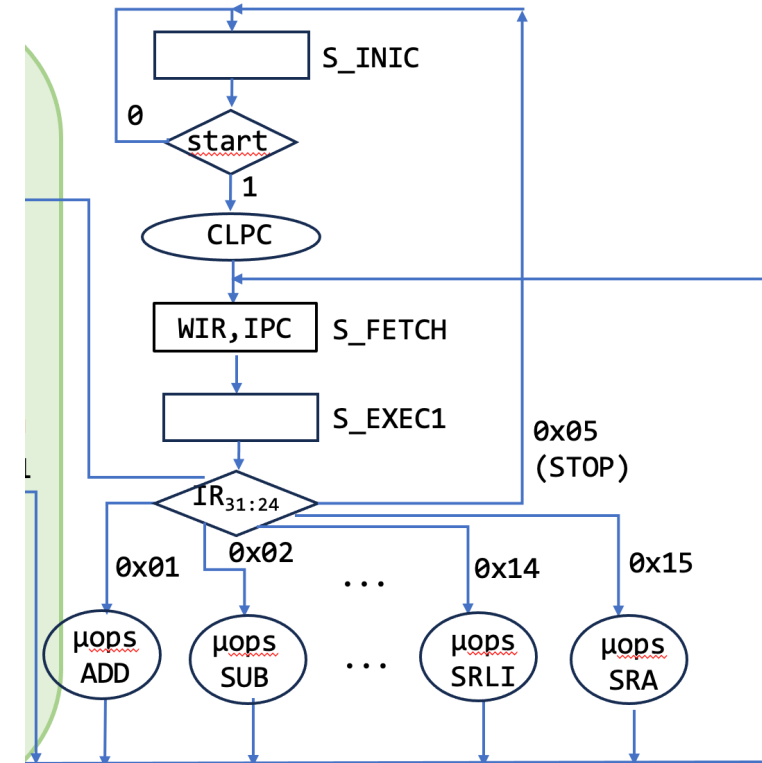 S_INIC
0
start
1
CLPC
WIR,IPC
S_FETCH
S_EXEC1
0x05
(STOP)
IR31:24
0x01
0x02
...
0x14
0x15
µops
ADD
µops
SUB
...
µops
SRLI
µops
SRA